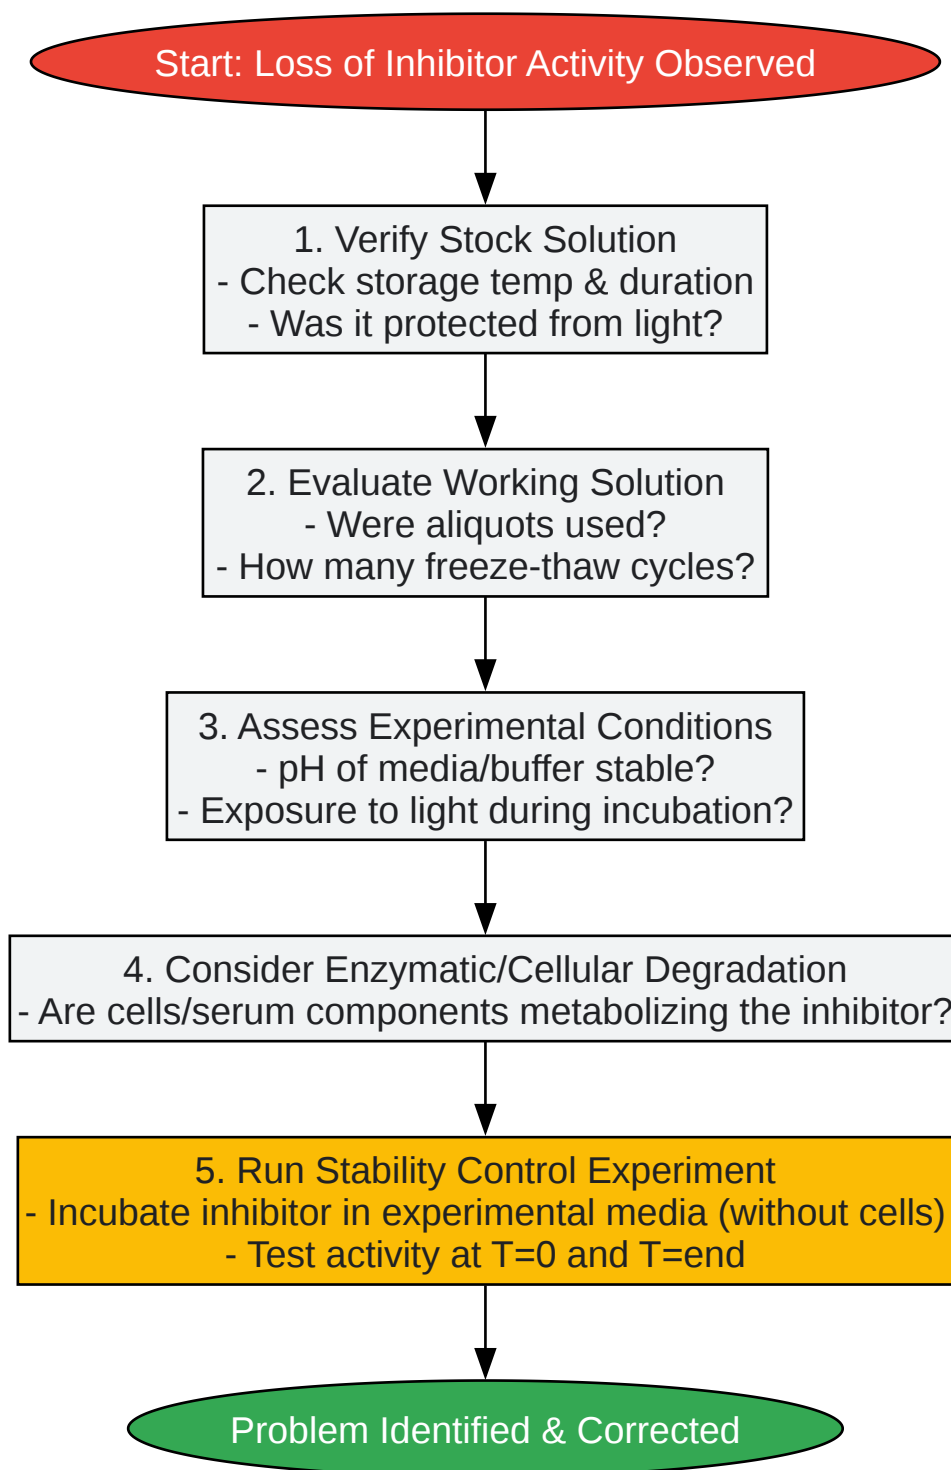 Start: Loss of Inhibitor Activity Observed
1. Verify Stock Solution
- Check storage temp & duration
- Was it protected from light?
2. Evaluate Working Solution
- Were aliquots used?
- How many freeze-thaw cycles?
3. Assess Experimental Conditions
- pH of media/buffer stable?
- Exposure to light during incubation?
4. Consider Enzymatic/Cellular Degradation
- Are cells/serum components metabolizing the inhibitor?
5. Run Stability Control Experiment
- Incubate inhibitor in experimental media (without cells)
- Test activity at T=0 and T=end
Problem Identified & Corrected